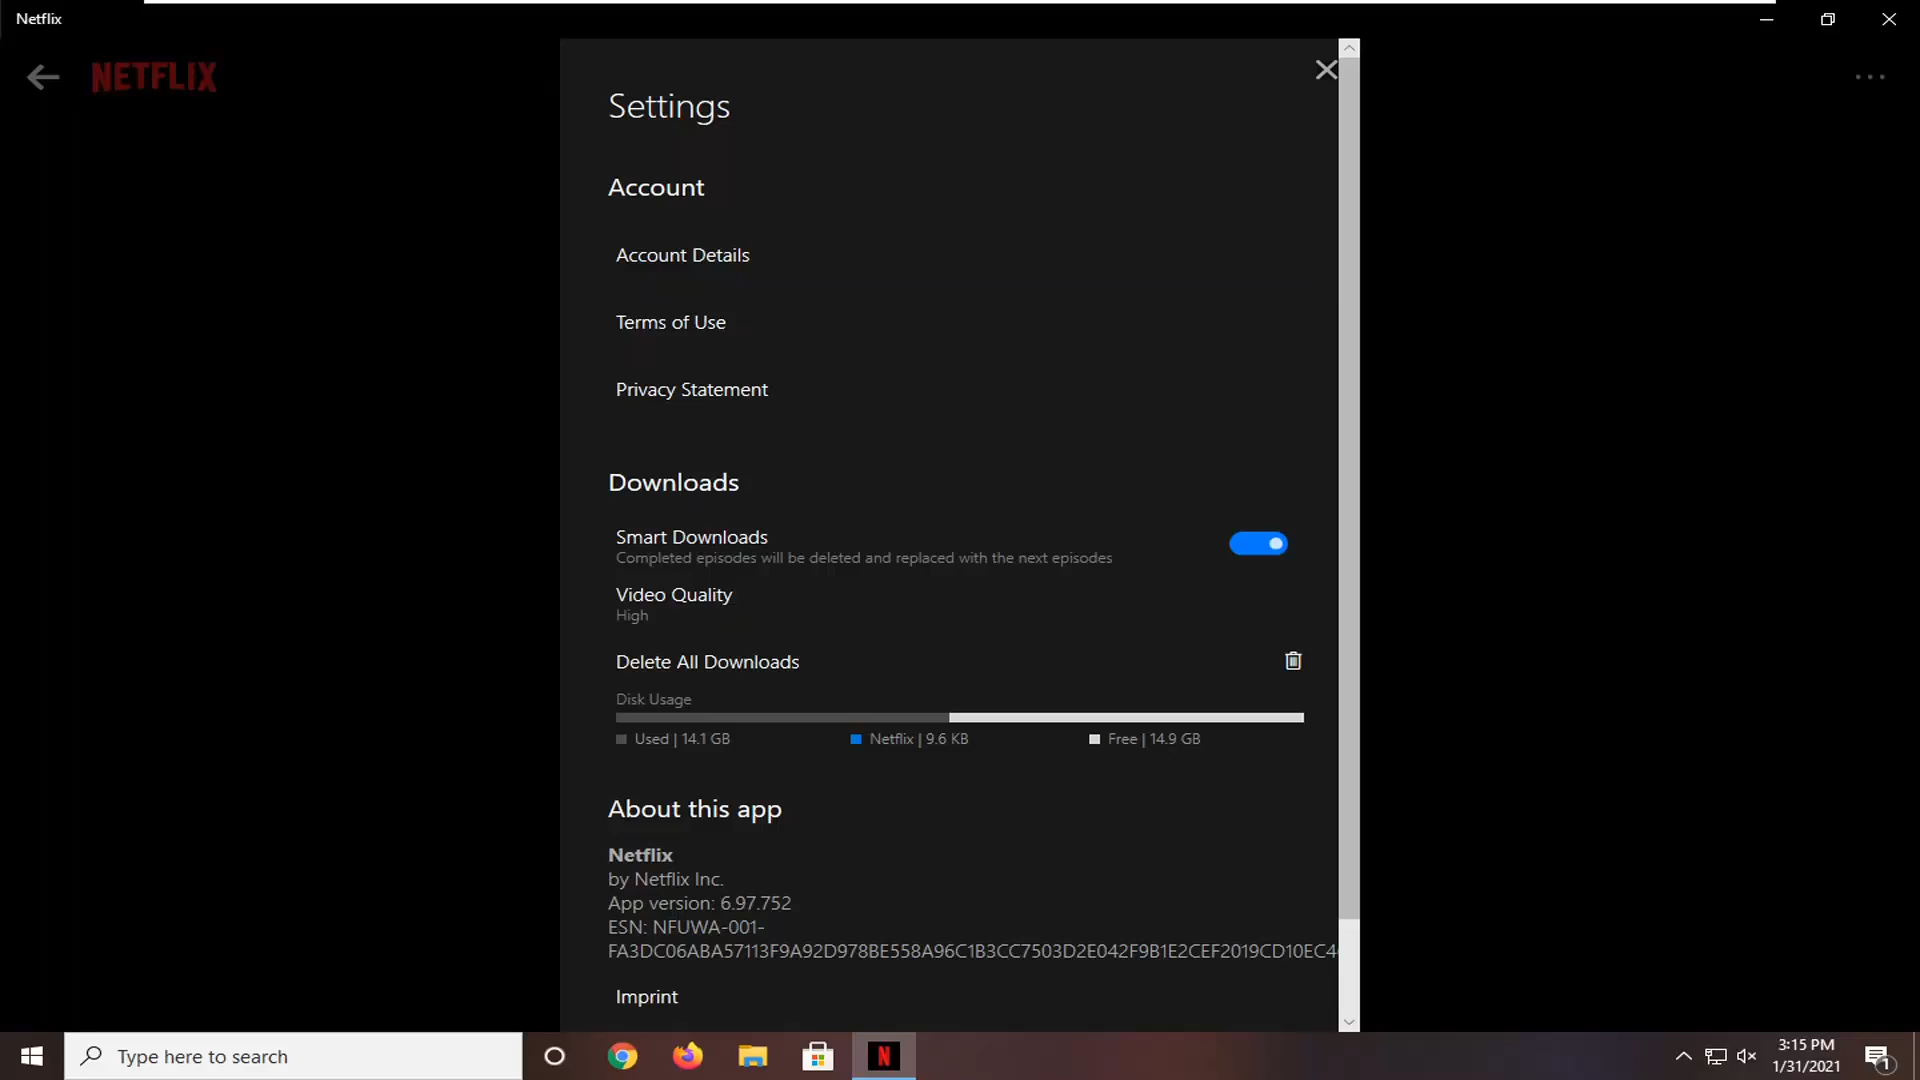 Netflix
NETFLIX
Settings
Account
Account Details
Terms of Use
Privacy Statement
Downloads
Smart Downloads
Completed episodes will be deleted and replaced with the next episodes
Video Quality
High
Delete All Downloads
Disk Usage
Used | 14.1 GB
Netflix | 9.6 KB
Free | 14.9 GB
About this app
Netflix
by Netflix Inc.
App version: 6.97.752
ESN: NFUWA-001-
FA3DC06ABA57113F9A92D978BE558A96C1B3CC7503D2E042F9B1E2CEF2019CD10EC4
Imprint
Type here to search
N
3:15 PM
1/31/2021
1